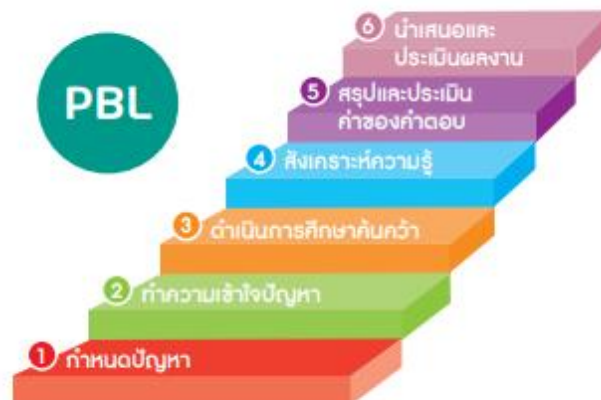 PBL
6 นำเสนอและ
ประเมินผลงาน
5 สรุปและประเมิน
ค่าของคำตอบ
4 สังเคราะห์ความรู้
3 ดำเนินการศึกษาค้นคว้า
2 ทำความเข้าใจปัญหา
1 กำหนดปัญหา